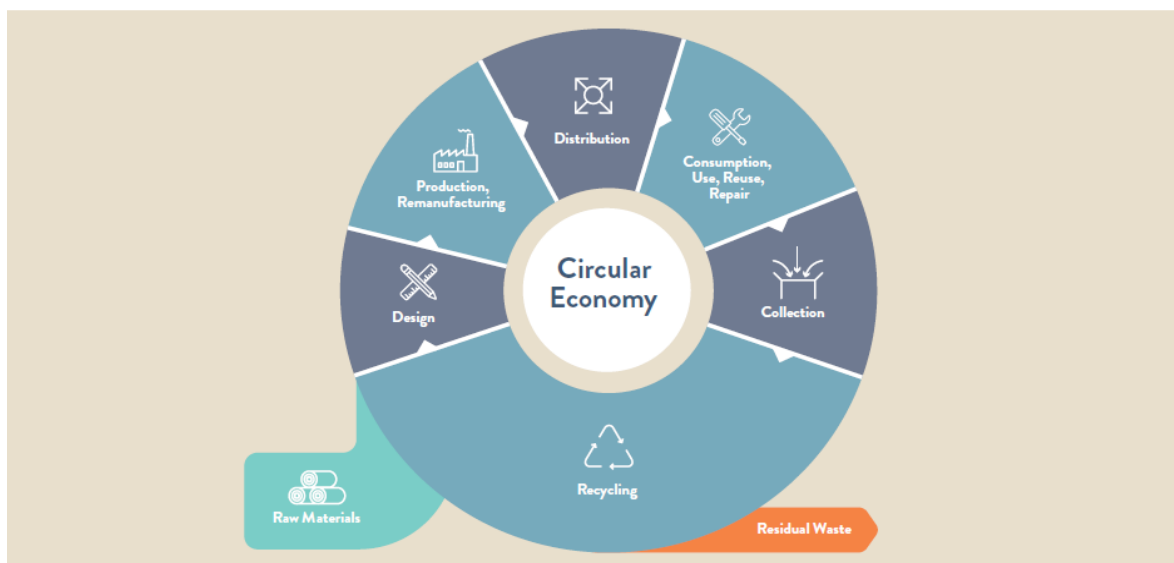 Distribution
Consumption,
Use, Reuse,
Repair
Production,
Remanufacturing
Circular
Economy
Design
Collection
Recycling
Raw Materials
Residual Waste